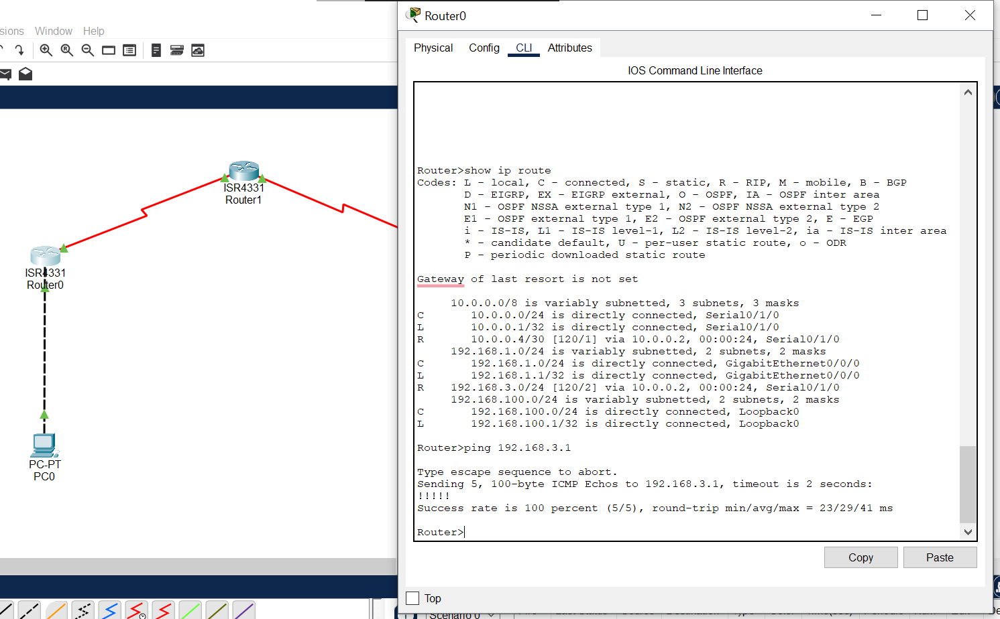 Router0
sions Window Help
Physical Config CLI Attributes
IOS Command Line Interface
Router>show ip route
Codes: L - local, C - connected, S - static, R - RIP, M - mobile, B - BGP
D - EIGRP, EX - EIGRP external, O - OSPF, IA - OSPF inter area
N1 - OSPF NSSA external type 1, N2 - OSPF NSSA external type 2
E1 - OSPF external type 1, E2 - OSPF external type 2, E - EGP
i - IS-IS, L1 - IS-IS level-1, L2 - IS-IS level-2, ia - IS-IS inter area
* - candidate default, U - per-user static route, o - ODR
P - periodic downloaded static route
Gateway of last resort is not set
10.0.0.0/8 is variably subnetted, 3 subnets, 3 masks
C 10.0.0.0/24 is directly connected, Serial0/1/0
L 10.0.0.1/32 is directly connected, Serial0/1/0
R 10.0.0.4/30 [120/1] via 10.0.0.2, 00:00:24, Serial0/1/0
192.168.1.0/24 is variably subnetted, 2 subnets, 2 masks
C 192.168.1.0/24 is directly connected, GigabitEthernet0/0/0
L 192.168.1.1/32 is directly connected, GigabitEthernet0/0/0
R 192.168.3.0/24 [120/2] via 10.0.0.2, 00:00:24, Serial0/1/0
192.168.100.0/24 is variably subnetted, 2 subnets, 2 masks
C 192.168.100.0/24 is directly connected, Loopback0
L 192.168.100.1/32 is directly connected, Loopback0
Router>ping 192.168.3.1
Type escape sequence to abort.
Sending 5, 100-byte ICMP Echos to 192.168.3.1, timeout is 2 seconds:
!!!!!
Success rate is 100 percent (5/5), round-trip min/avg/max = 23/29/41 ms
Router>
Copy Paste
Top
ISR4331
Router1
ISR4331
Router0
PC-PT
PC0
Scenario 0